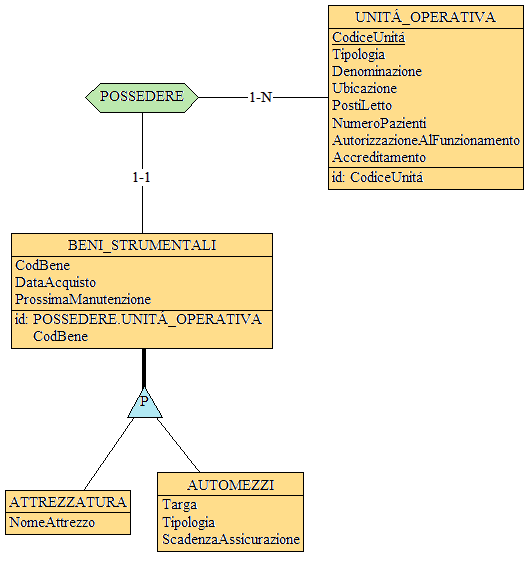 UNITÁ_OPERATIVA
CodiceUnitá
Tipologia
Denominazione
Ubicazione
PostiLetto
NumeroPazienti
AutorizzazioneAlFunzionamento
Accreditamento
id: CodiceUnitá
POSSEDERE
1-N
1-1
BENI_STRUMENTALI
CodBene
DataAcquisto
ProssimaManutenzione
id: POSSEDERE.UNITÁ_OPERATIVA
CodBene
P
ATTREZZATURA
NomeAttrezzo
AUTOMEZZI
Targa
Tipologia
ScadenzaAssicurazione